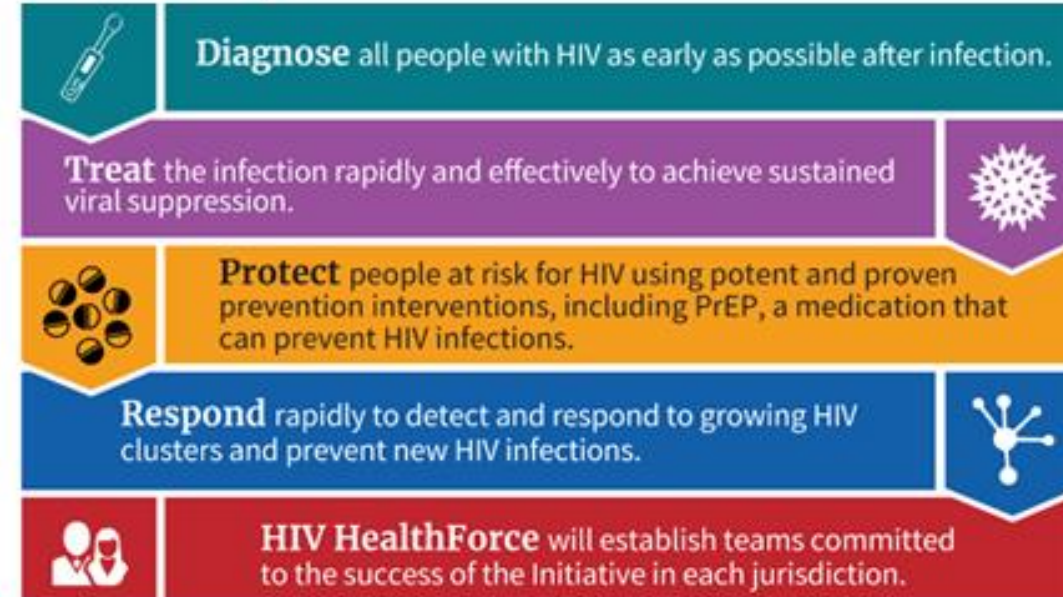 Diagnose all people with HIV as early as possible after infection.
Treat the infection rapidly and effectively to achieve sustained
viral suppression.
Protect people at risk for HIV using potent and proven
prevention interventions, including PrEP, a medication that
can prevent HIV infections.
Respond rapidly to detect and respond to growing HIV
clusters and prevent new HIV infections.
HIV HealthForce will establish teams committed
to the success of the Initiative in each jurisdiction.